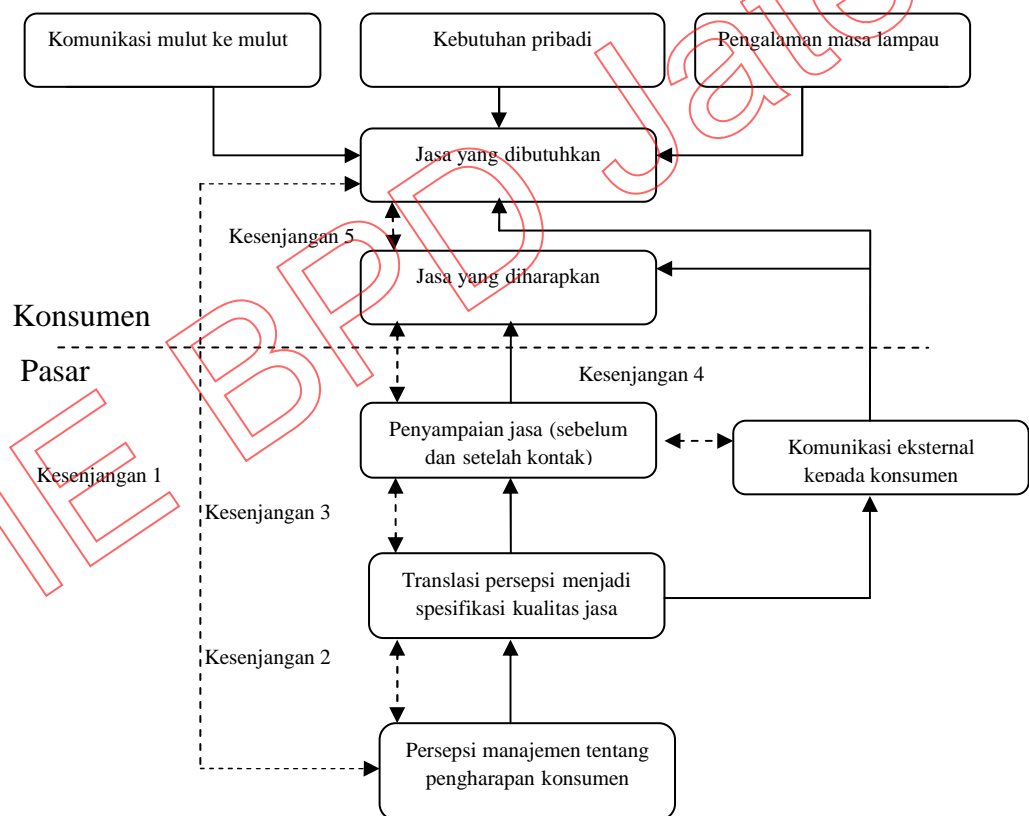 Komunikasi mulut ke mulut
Kebutuhan pribadi
Pengalaman masa lampau
Jasa yang dibutuhkan
Kesenjangan 5
Jasa yang diharapkan
Konsumen
Pasar
Kesenjangan 4
Penyampaian jasa (sebelum
dan setelah kontak)
Komunikasi eksternal
kepada konsumen
Kesenjangan 1
Kesenjangan 3
Translasi persepsi menjadi
spesifikasi kualitas jasa
Kesenjangan 2
Persepsi manajemen tentang
pengharapan konsumen
IE BPD Jate